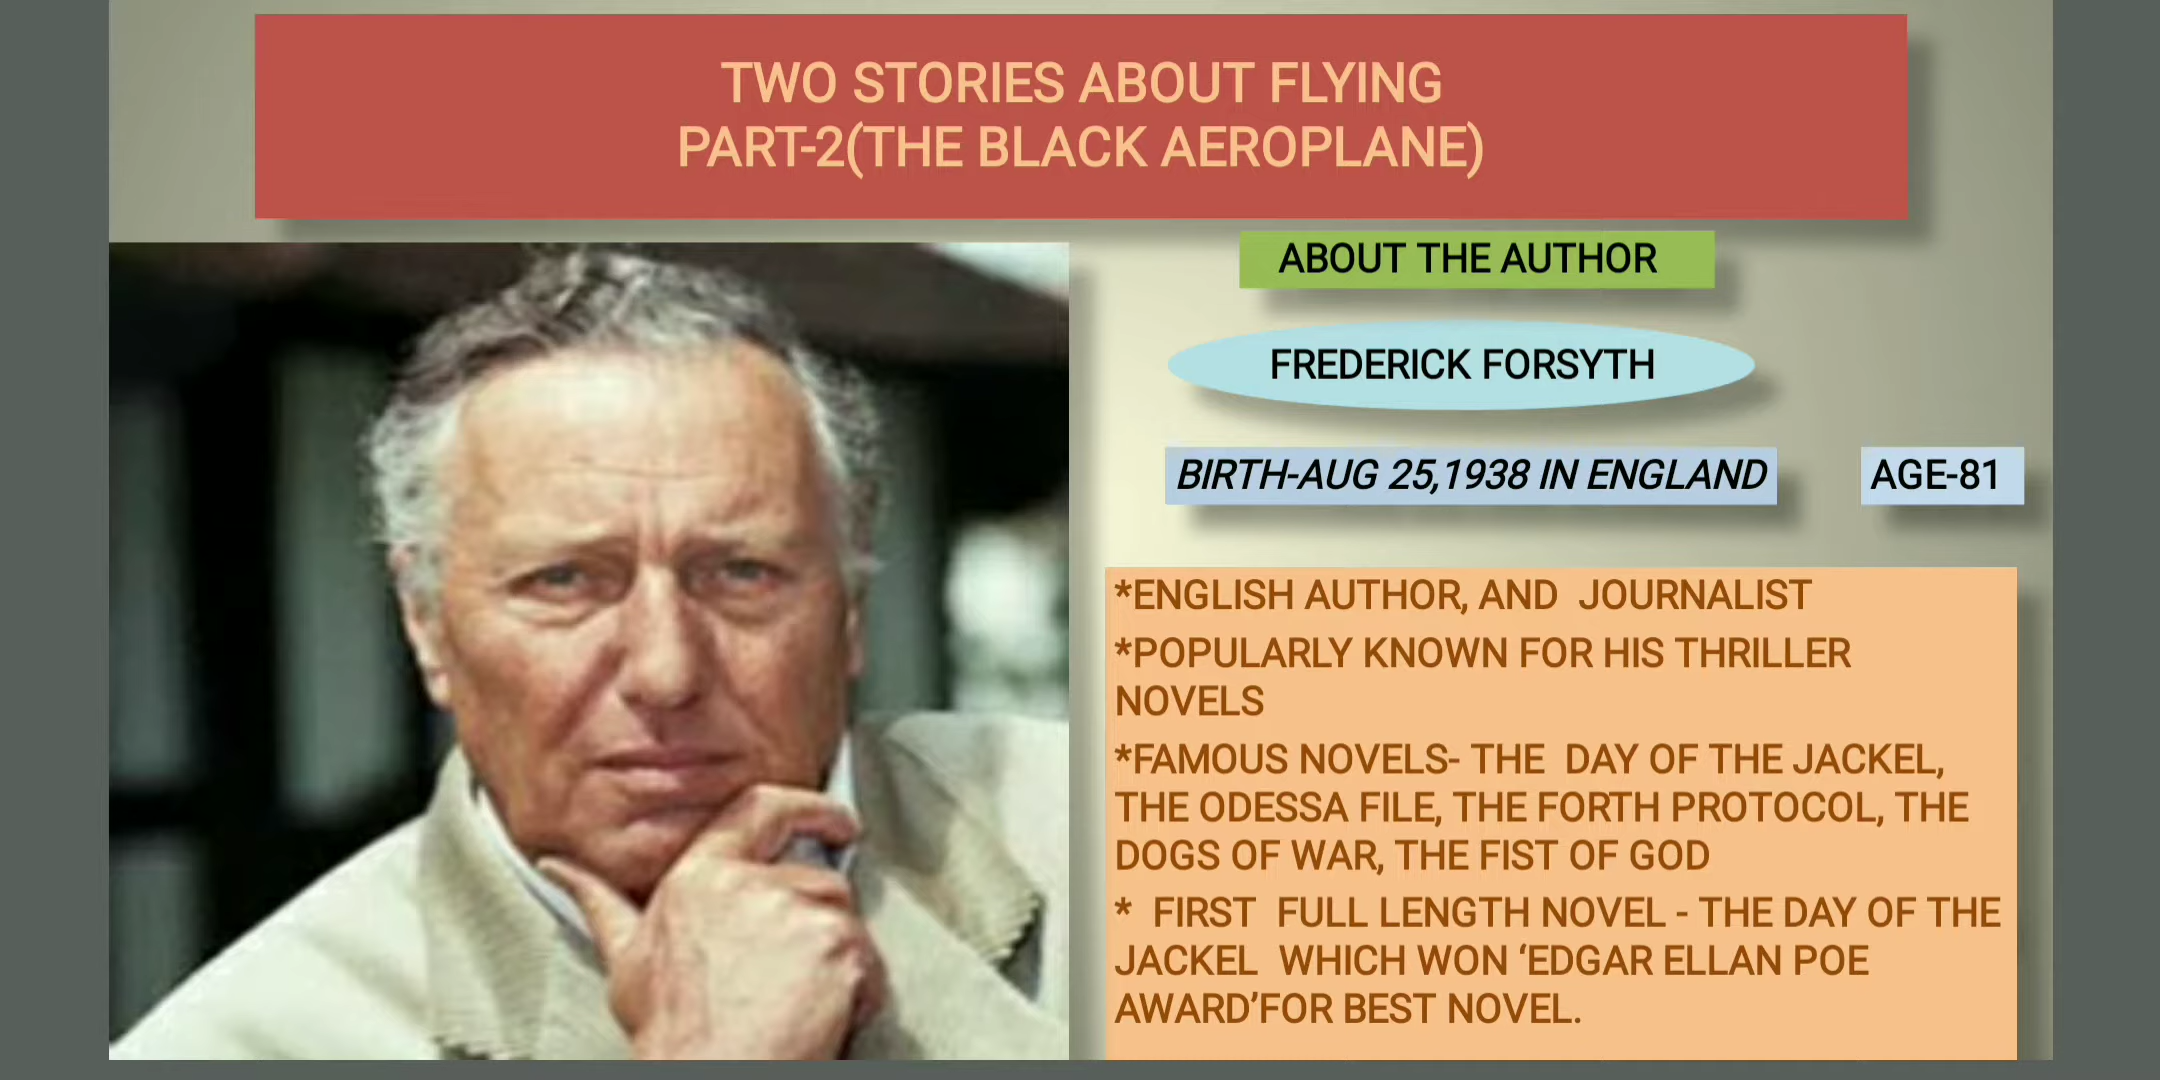 TWO STORIES ABOUT FLYING
PART-2(THE BLACK AEROPLANE)
ABOUT THE AUTHOR
FREDERICK FORSYTH
BIRTH-AUG 25,1938 IN ENGLAND
AGE-81
*ENGLISH AUTHOR, AND JOURNALIST
*POPULARLY KNOWN FOR HIS THRILLER
NOVELS
*FAMOUS NOVELS- THE DAY OF THE JACKEL,
THE ODESSA FILE, THE FORTH PROTOCOL, THE
DOGS OF WAR, THE FIST OF GOD
* FIRST FULL LENGTH NOVEL - THE DAY OF THE
JACKEL WHICH WON ‘EDGAR ELLAN POE
AWARD’FOR BEST NOVEL.